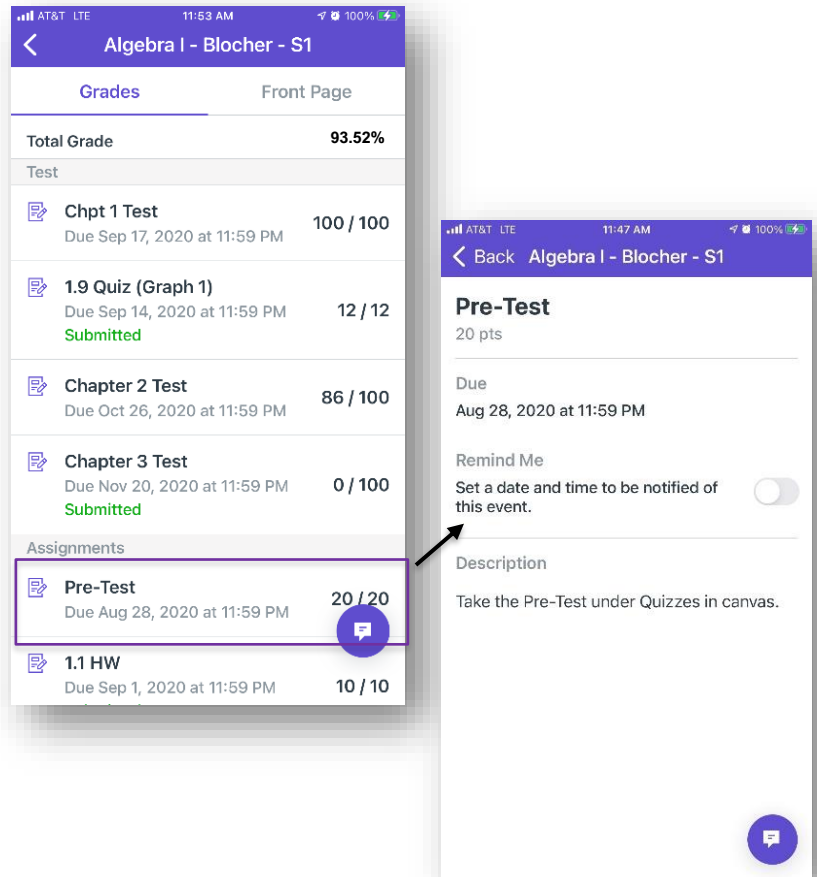 AT&T LTE 11:53 AM 100%
Algebra I - Blocher - S1
Grades Front Page
Total Grade 93.52%
Test
Chpt 1 Test
100 / 100
Due Sep 17, 2020 at 11:59 PM
1.9 Quiz (Graph 1)
Due Sep 14, 2020 at 11:59 PM
12 / 12
Submitted
Chapter 2 Test
86 / 100
Due Oct 26, 2020 at 11:59 PM
Chapter 3 Test
Due Nov 20, 2020 at 11:59 PM
0 / 100
Submitted
Assignments
Pre-Test
20 / 20
Due Aug 28, 2020 at 11:59 PM
1.1 HW
Due Sep 1, 2020 at 11:59 PM
10 / 10
AT&T LTE 11:47 AM 100%
Back Algebra I - Blocher - S1
Pre-Test
20 pts
Due
Aug 28, 2020 at 11:59 PM
Remind Me
Set a date and time to be notified of
this event.
Description
Take the Pre-Test under Quizzes in canvas.